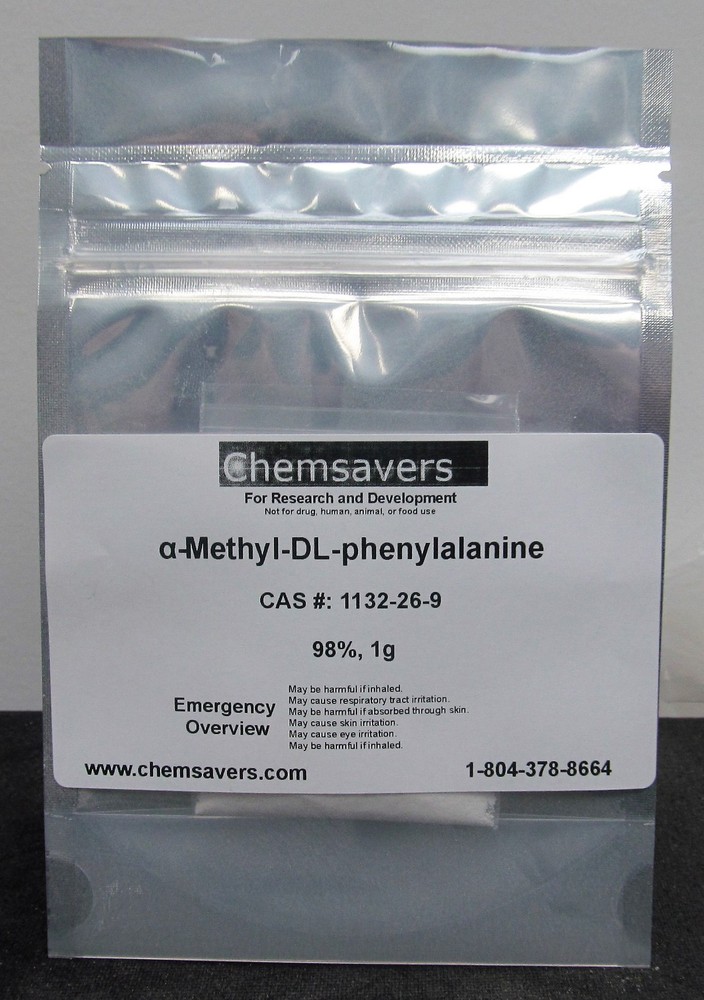 Chemsavers
For Research and Development
Not for drug, human, animal, or food use
α-Methyl-DL-phenylalanine
CAS #: 1132-26-9
98%, 1g
Emergency
Overview
May be harmful if inhaled.
May cause respiratory tract irritation.
May be harmful if absorbed through skin.
May cause skin irritation.
May cause eye irritation.
May be harmful if inhaled.
www.chemsavers.com
1-804-378-8664